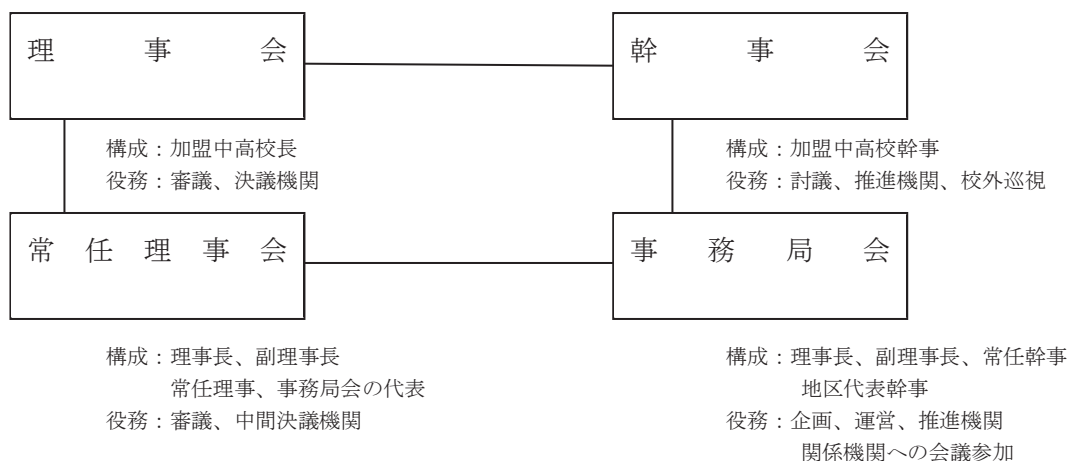 理事会
幹事会
構成：加盟中高校長
役務：審議、決議機関
構成：加盟中高校幹事
役務：討議、推進機関、校外巡視
常任理事会
事務局会
構成：理事長、副理事長
常任理事、事務局会の代表
役務：審議、中間決議機関
構成：理事長、副理事長、常任幹事
地区代表幹事
役務：企画、運営、推進機関
関係機関への会議参加